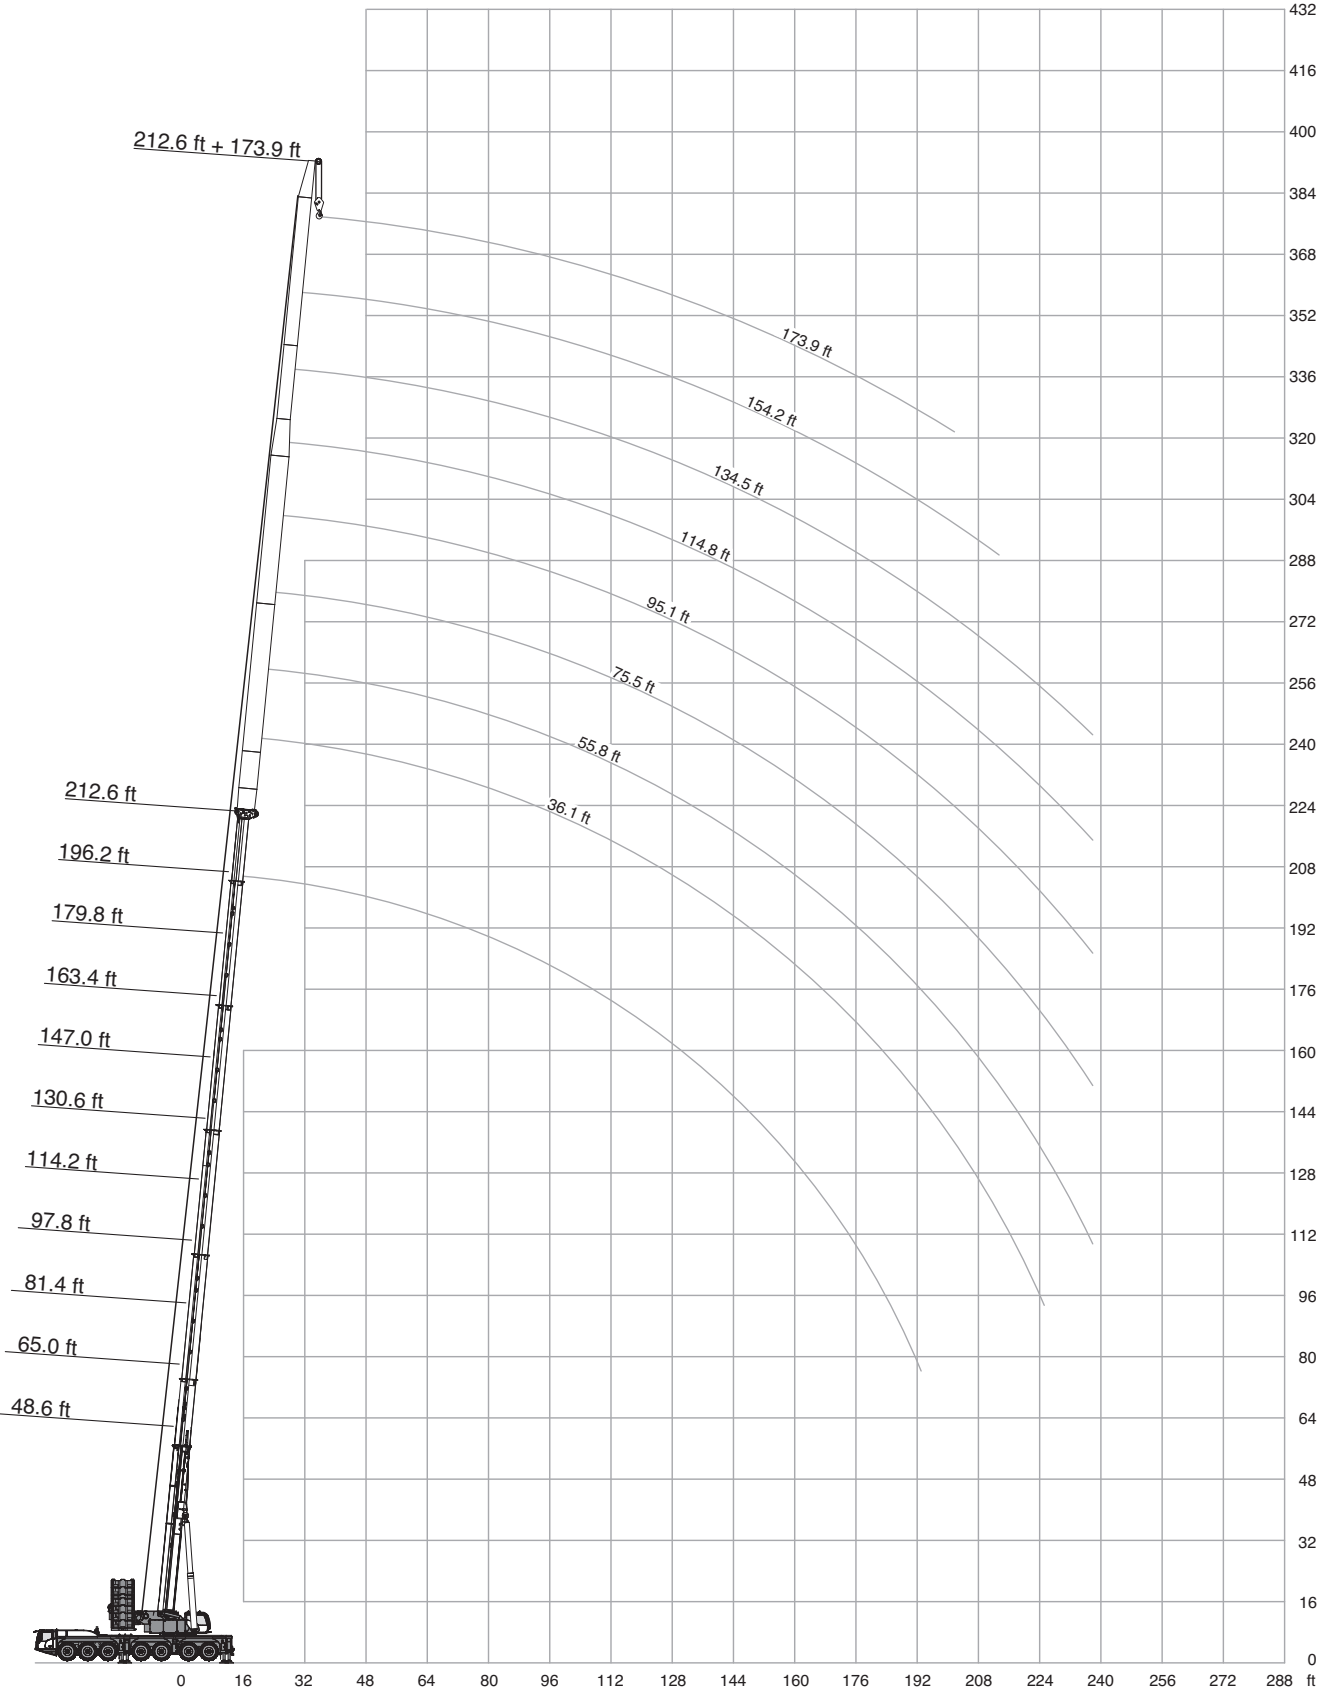 432
416
400
212.6 ft + 173.9 ft
384
368
352
173.9 ft
336
154.2 ft
320
134.5 ft
304
114.8 ft
288
95.1 ft
272
75.5 ft
256
55.8 ft
240
36.1 ft
224
212.6 ft
208
196.2 ft
192
179.8 ft
176
163.4 ft
160
147.0 ft
144
130.6 ft
128
114.2 ft
112
97.8 ft
96
81.4 ft
80
65.0 ft
64
48.6 ft
48
32
16
0
0 16 32 48 64 80 96 112 128 144 160 176 192 208 224 240 256 272 288 ft